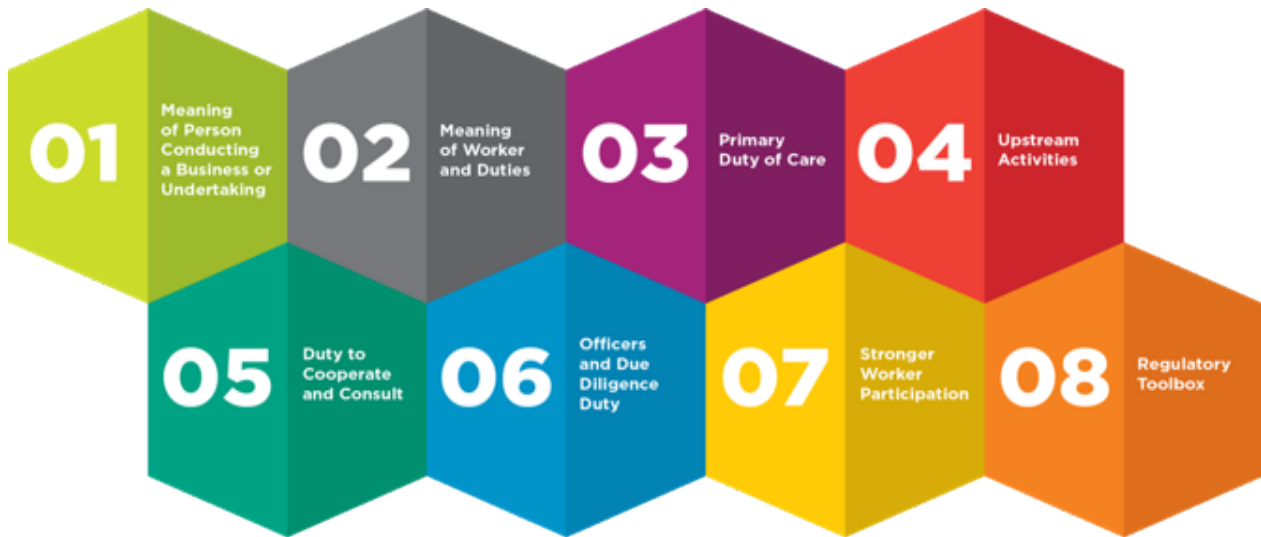 01
Meaning
of Person
Conducting
a Business or
Undertaking
02
Meaning
of Worker
and Duties
03
Primary
Duty of Care
04
Upstream
Activities
05
Duty to
Cooperate
and Consult
06
Officers
and Due
Diligence
Duty
07
Stronger
Worker
Participation
08
Regulatory
Toolbox